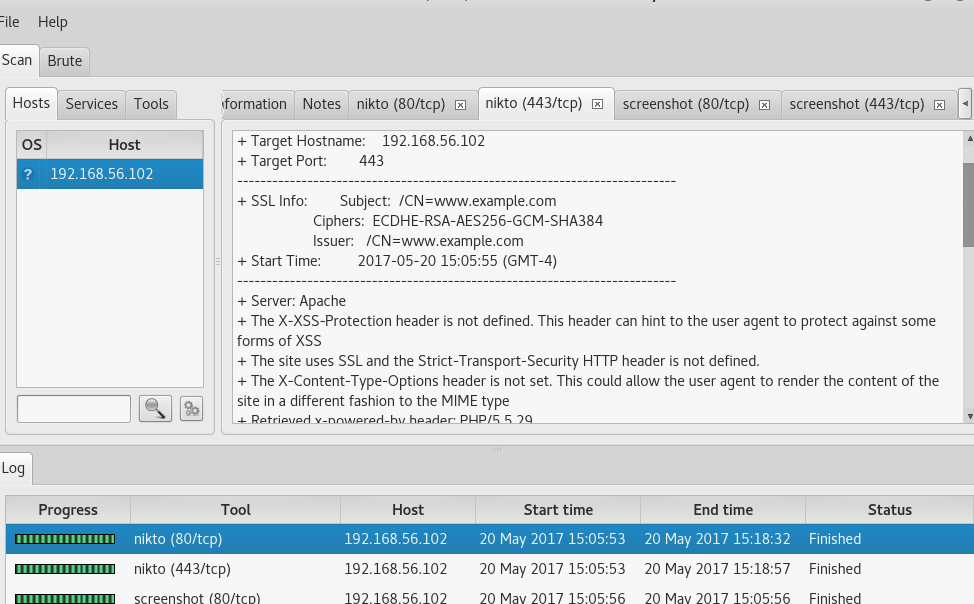 File Help
Scan Brute
Hosts Services Tools
formation Notes nikto (80/tcp) nikto (443/tcp) screenshot (80/tcp) screenshot (443/tcp)
OS Host
? 192.168.56.102
+ Target Hostname: 192.168.56.102
+ Target Port: 443
---------------------------------------------------------------------------
+ SSL Info: Subject: /CN=www.example.com
Ciphers: ECDHE-RSA-AES256-GCM-SHA384
Issuer: /CN=www.example.com
+ Start Time: 2017-05-20 15:05:55 (GMT-4)
---------------------------------------------------------------------------
+ Server: Apache
+ The X-XSS-Protection header is not defined. This header can hint to the user agent to protect against some
forms of XSS
+ The site uses SSL and the Strict-Transport-Security HTTP header is not defined.
+ The X-Content-Type-Options header is not set. This could allow the user agent to render the content of the
site in a different fashion to the MIME type
+ Retrieved x-powered-by header: PHP/5.5.29
Log
Progress Tool Host Start time End time Status
nikto (80/tcp) 192.168.56.102 20 May 2017 15:05:53 20 May 2017 15:18:32 Finished
nikto (443/tcp) 192.168.56.102 20 May 2017 15:05:53 20 May 2017 15:18:57 Finished
screenshot (80/tcp) 192.168.56.102 20 May 2017 15:05:56 20 May 2017 15:05:56 Finished